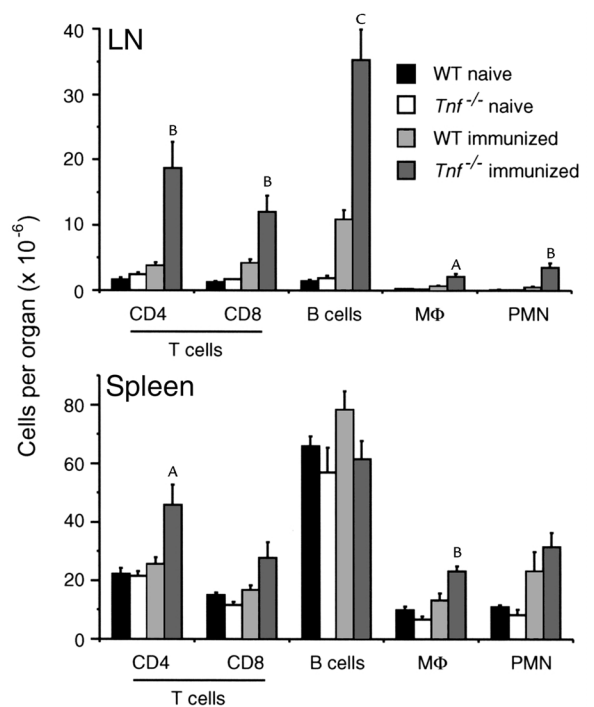 LN
40
30
20
10
0
B
B
C
A
B
WT naive
Tnf -/- naive
WT immunized
Tnf -/- immunized
CD4 CD8 B cells MΦ PMN
T cells
Cells per organ (x 10-6)
Spleen
80
60
40
20
0
A
B
CD4 CD8 B cells MΦ PMN
T cells